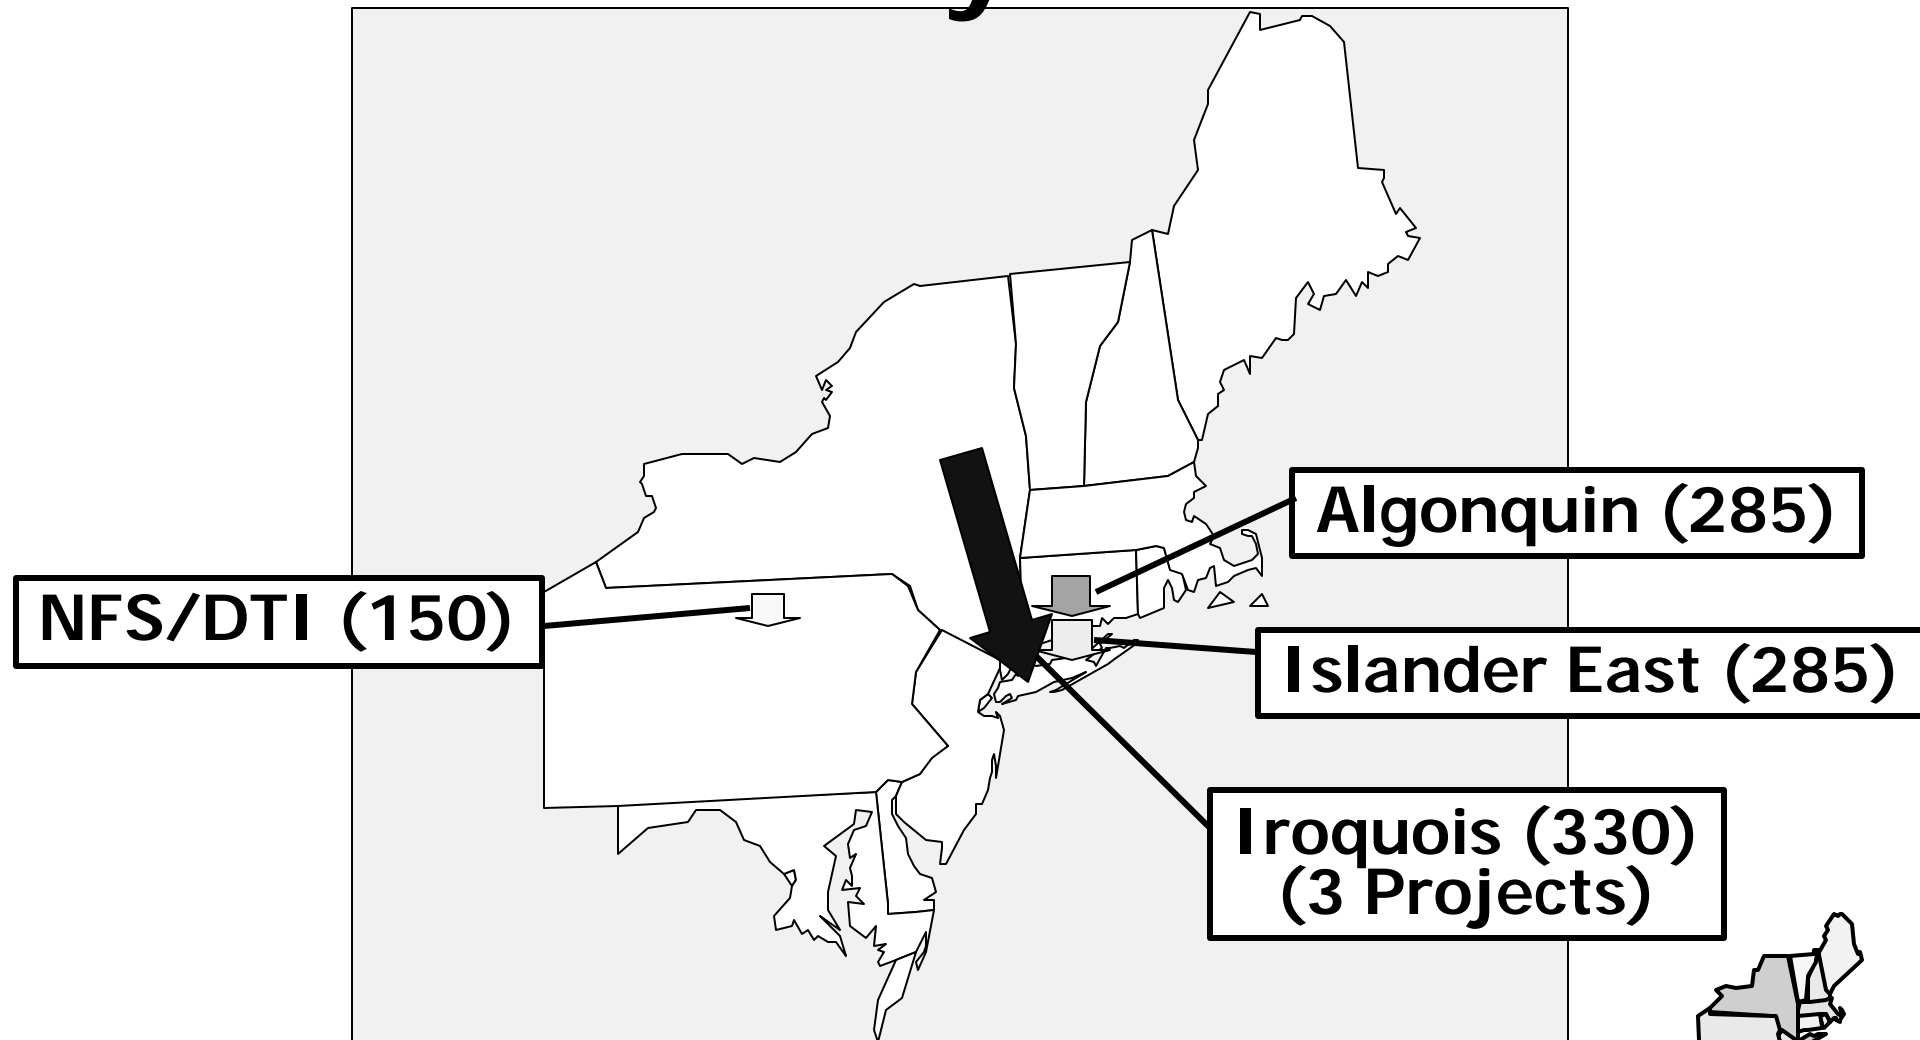 Algonquin (285)
NFS/DTI (150)
Islander East (285)
Iroquois (330)
(3 Projects)